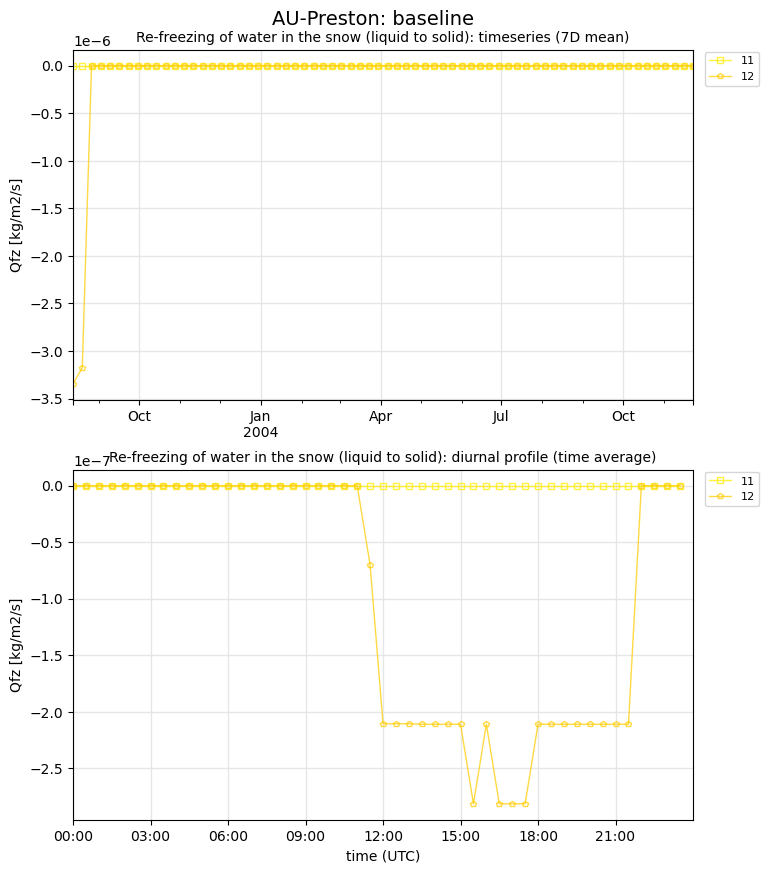 AU-Preston: baseline
Re-freezing of water in the snow (liquid to solid): timeseries (7D mean)
1e−6
0.0
−0.5
−1.0
−1.5
−2.0
−2.5
−3.0
−3.5
Qfz [kg/m2/s]
Oct
Jan
2004
Apr
Jul
Oct
11
12
Re-freezing of water in the snow (liquid to solid): diurnal profile (time average)
1e−7
0.0
−0.5
−1.0
−1.5
−2.0
−2.5
Qfz [kg/m2/s]
00:00
03:00
06:00
09:00
12:00
15:00
18:00
21:00
time (UTC)
11
12